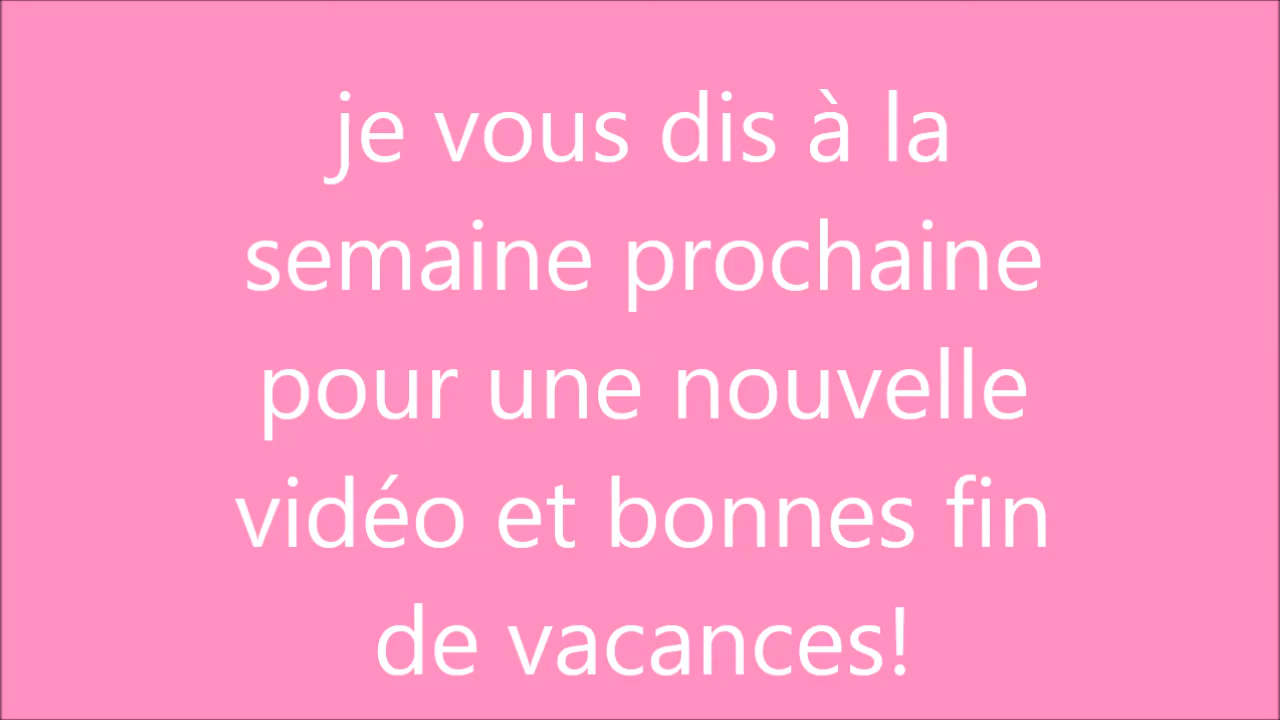 je vous dis à la
semaine prochaine
pour une nouvelle
vidéo et bonnes fin
de vacances!